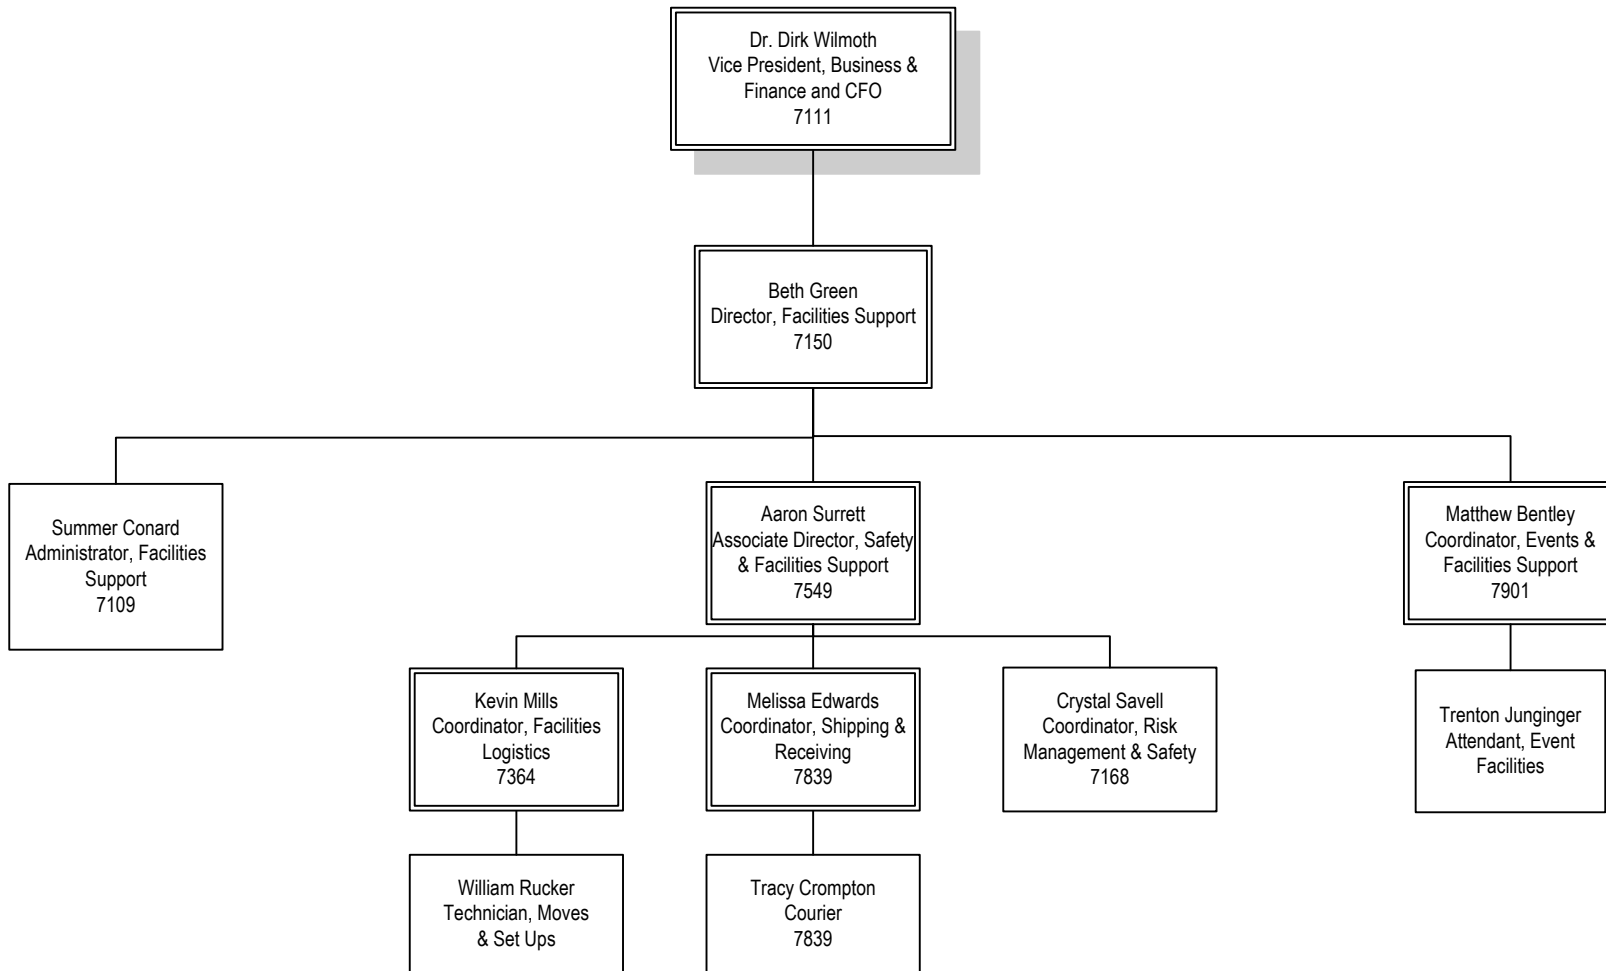 Dr. Dirk Wilmoth
Vice President, Business &
Finance and CFO
7111
Beth Green
Director, Facilities Support
7150
Summer Conard
Administrator, Facilities
Support
7109
Aaron Surrett
Associate Director, Safety
& Facilities Support
7549
Matthew Bentley
Coordinator, Events &
Facilities Support
7901
Kevin Mills
Coordinator, Facilities
Logistics
7364
Melissa Edwards
Coordinator, Shipping &
Receiving
7839
Crystal Savell
Coordinator, Risk
Management & Safety
7168
Trenton Junginger
Attendant, Event
Facilities
William Rucker
Technician, Moves
& Set Ups
Tracy Crompton
Courier
7839